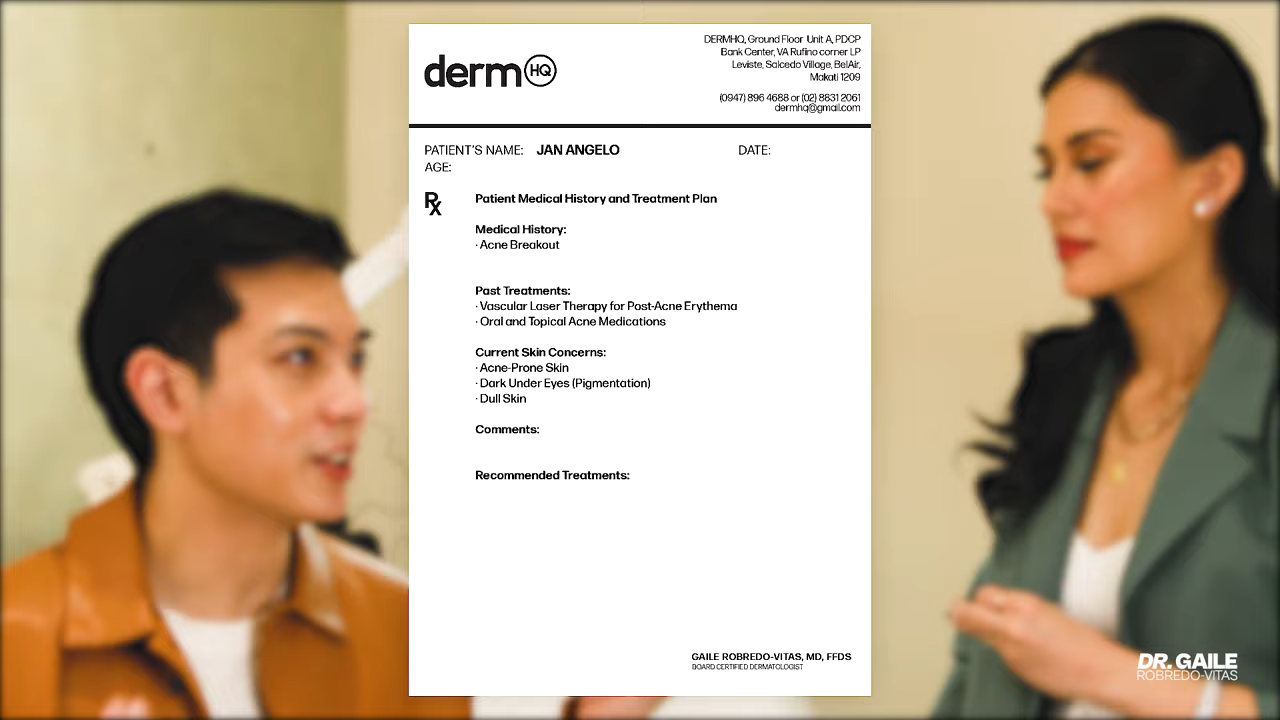 derm HQ
DERMHQ, Ground Floor Unit A, PDCP
Bank Center, VA Rufino corner LP
Leviste, Salcedo Village, BelAir,
Makati 1209
(0947) 896 4688 or (02) 8831 2061
dermhq@gmail.com
PATIENT'S NAME: JAN ANGELO DATE:
AGE:
Rx Patient Medical History and Treatment Plan
Medical History:
· Acne Breakout
Past Treatments:
· Vascular Laser Therapy for Post-Acne Erythema
· Oral and Topical Acne Medications
Current Skin Concerns:
· Acne-Prone Skin
· Dark Under Eyes (Pigmentation)
· Dull Skin
Comments:
Recommended Treatments:
GAILE ROBREDO-VITAS, MD, FFDS
BOARD CERTIFIED DERMATOLOGIST
DR. GAILE
ROBREDO-VITAS